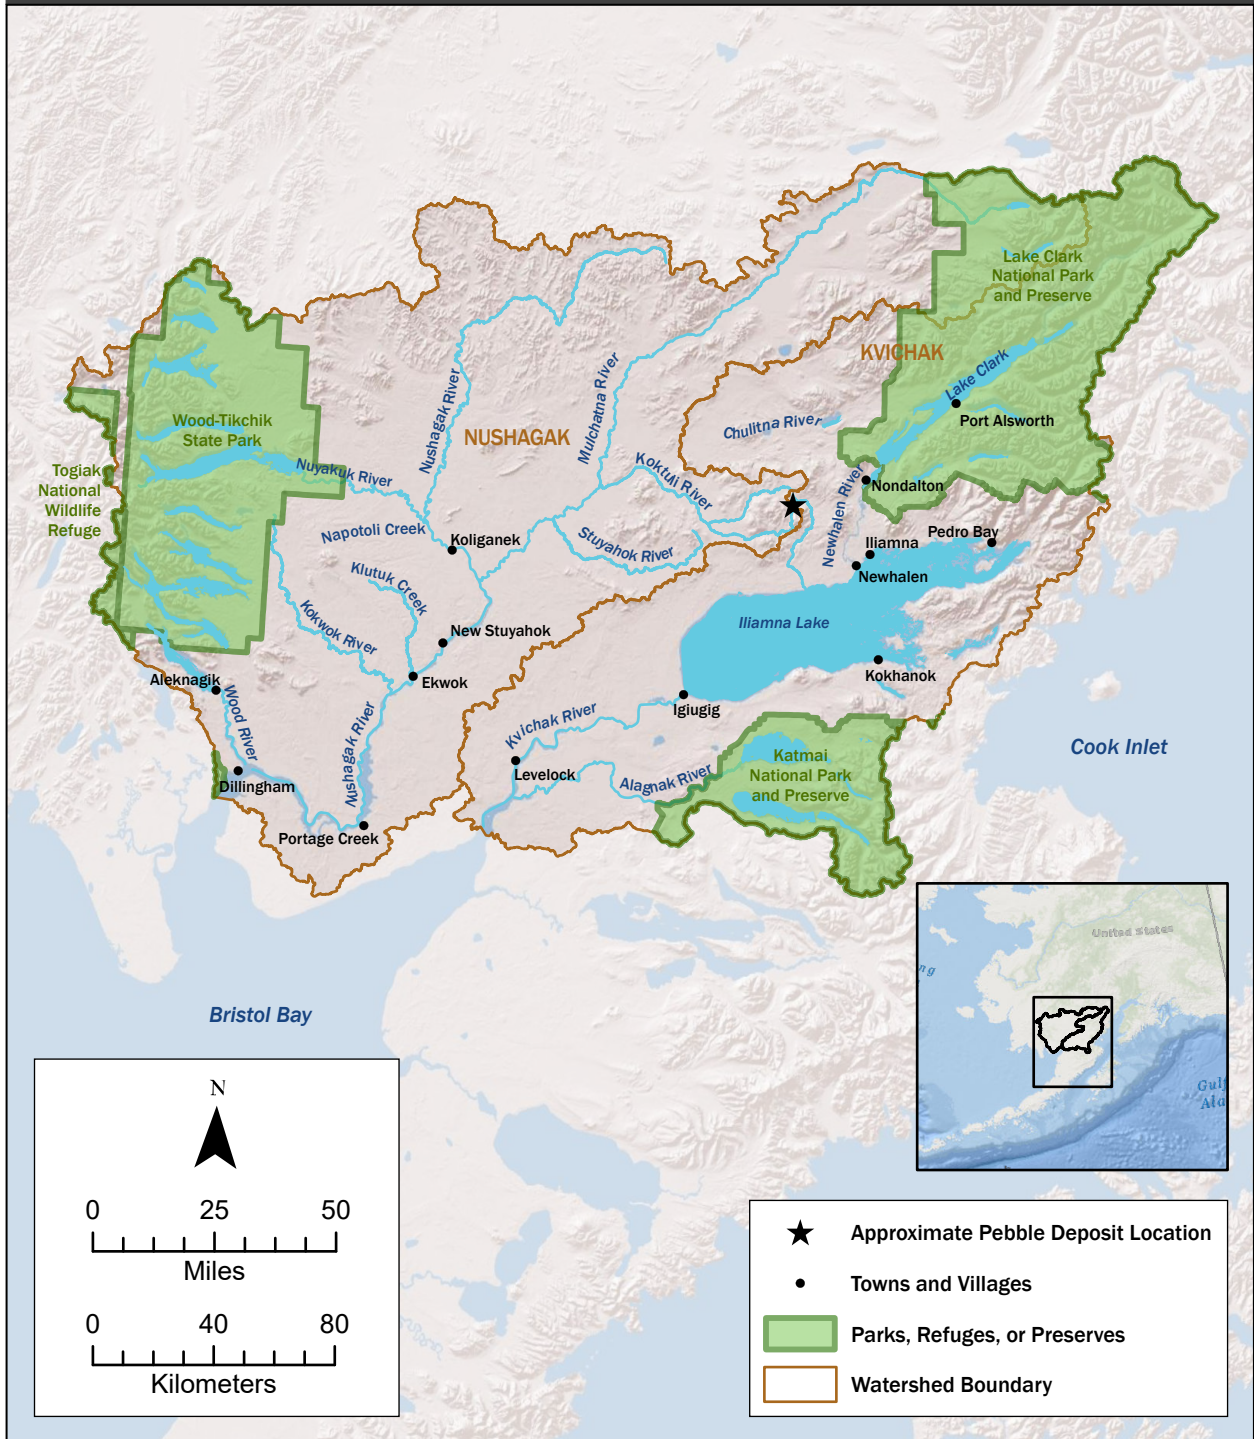 Lake Clark
National Park
and Preserve
KVICHAK
Lake Clark
Port Alsworth
Wood-Tikchik
State Park
Nushagak River
NUSHAGAK
Mulchatna River
Chulitna River
Togiak
National
Wildlife
Refuge
Nuyakuk River
Koktuli River
Newhalen River
Nondalton
Napotoli Creek
Koliganek
Stuyahok River
Iliamna
Pedro Bay
Newhalen
Klutuk Creek
Kokwok River
New Stuyahok
Iliamna Lake
Aleknagik
Ekwok
Kokhanok
Wood River
Nushagak River
Igiugig
Kvichak River
Cook Inlet
Levelock
Alagnak River
Katmai
National Park
and Preserve
Dillingham
Portage Creek
Bristol Bay
United States
ng
Gulf
Ala
N
0 25 50
Miles
0 40 80
Kilometers
Approximate Pebble Deposit Location
Towns and Villages
Parks, Refuges, or Preserves
Watershed Boundary